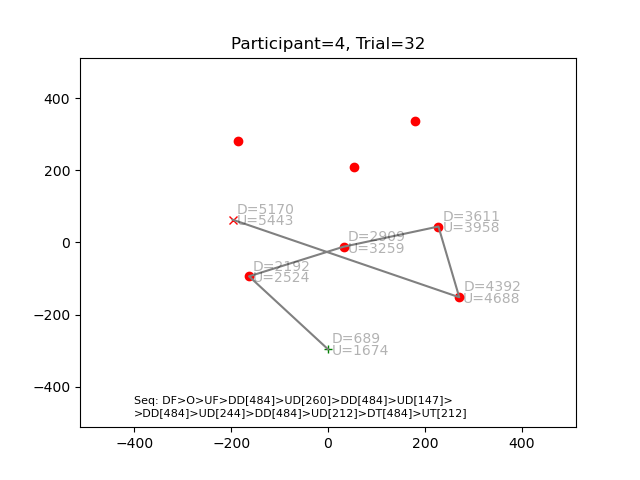 Participant=4, Trial=32
400
200
0
−200
−400
D=5170
U=5443
D=3611
U=3958
D=2909
U=3259
D=2192
U=2524
D=4392
U=4688
D=689
U=1674
Seq: DF>O>UF>DD[484]>UD[260]>DD[484]>UD[147]>
>DD[484]>UD[244]>DD[484]>UD[212]>DT[484]>UT[212]
−400 −200 0 200 400